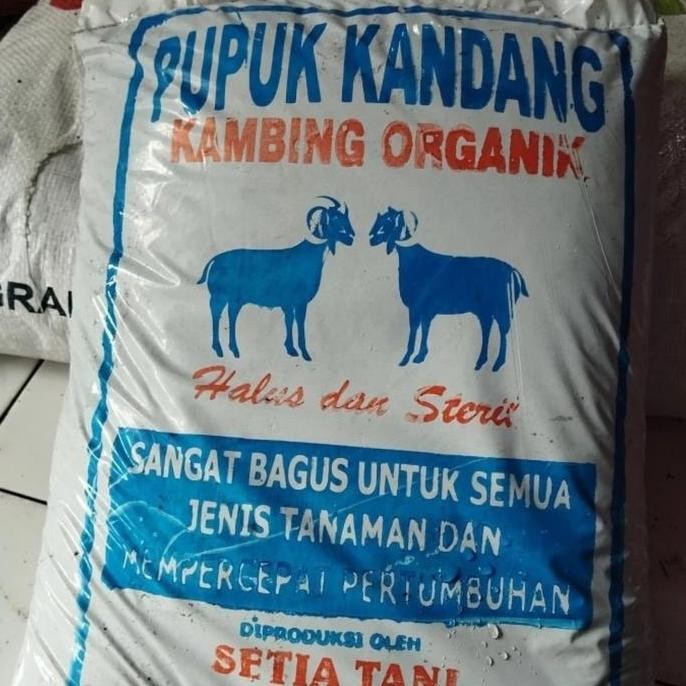 PUPUK KANDANG
KAMBING ORGANIK
Halus dan Steril
SANGAT BAGUS UNTUK SEMUA
JENIS TANAMAN DAN
MEMPERCEPAT PERTUMBUHAN
DIPRODUKSI OLEH
SETIA TANI
GRA